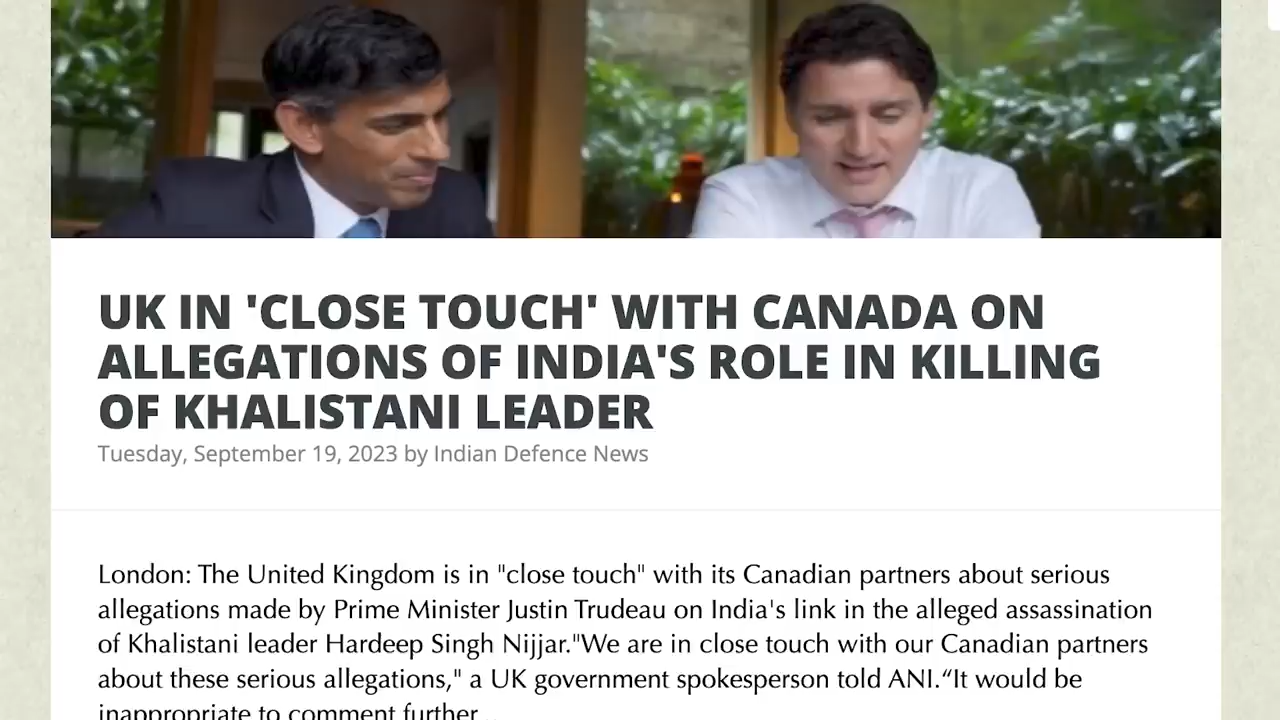 UK IN 'CLOSE TOUCH' WITH CANADA ON
ALLEGATIONS OF INDIA'S ROLE IN KILLING
OF KHALISTANI LEADER
Tuesday, September 19, 2023 by Indian Defence News
London: The United Kingdom is in "close touch" with its Canadian partners about serious
allegations made by Prime Minister Justin Trudeau on India's link in the alleged assassination
of Khalistani leader Hardeep Singh Nijjar."We are in close touch with our Canadian partners
about these serious allegations," a UK government spokesperson told ANI.“It would be
inappropriate to comment further...